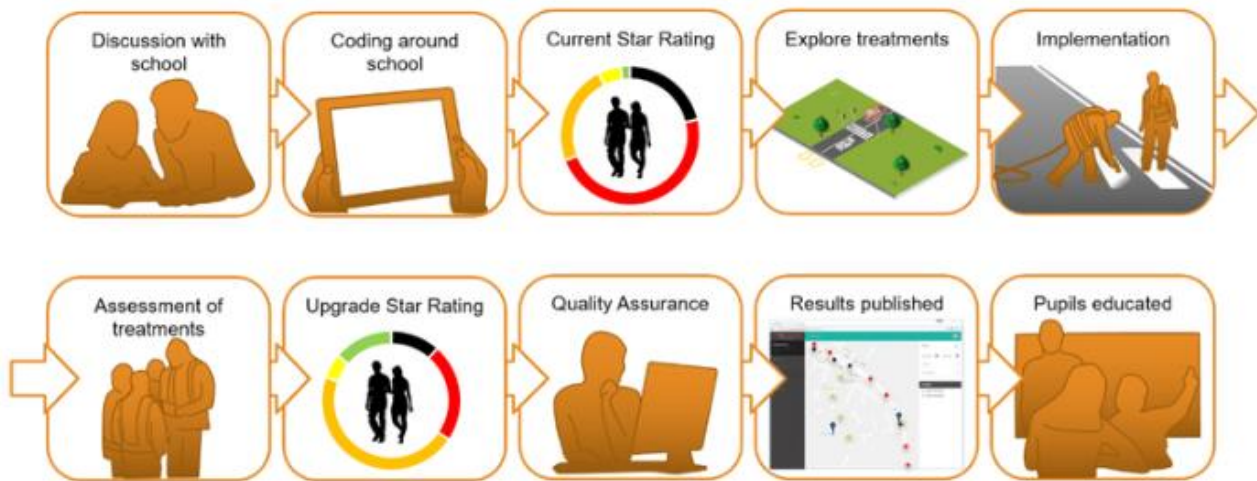 Discussion with
school
Coding around
school
Current Star Rating
Explore treatments
Implementation
Assessment of
treatments
Upgrade Star Rating
Quality Assurance
Results published
Pupils educated